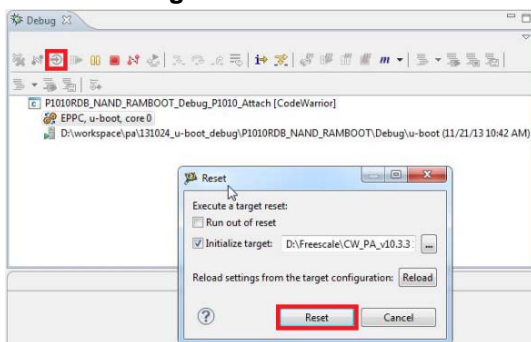 Debug
P1010RDB_NAND_RAMBOOT_Debug_P1010_Attach [CodeWarrior]
EPPC, u-boot, core 0
D:\workspace\pa\131024_u-boot_debug\P1010RDB_NAND_RAMBOOT\Debug\u-boot (11/21/13 10:42 AM)
Reset
Execute a target reset:
Run out of reset
Initialize target: D:\Freescale\CW_PA_v10.3.3 ...
Reload settings from the target configuration: Reload
Reset Cancel